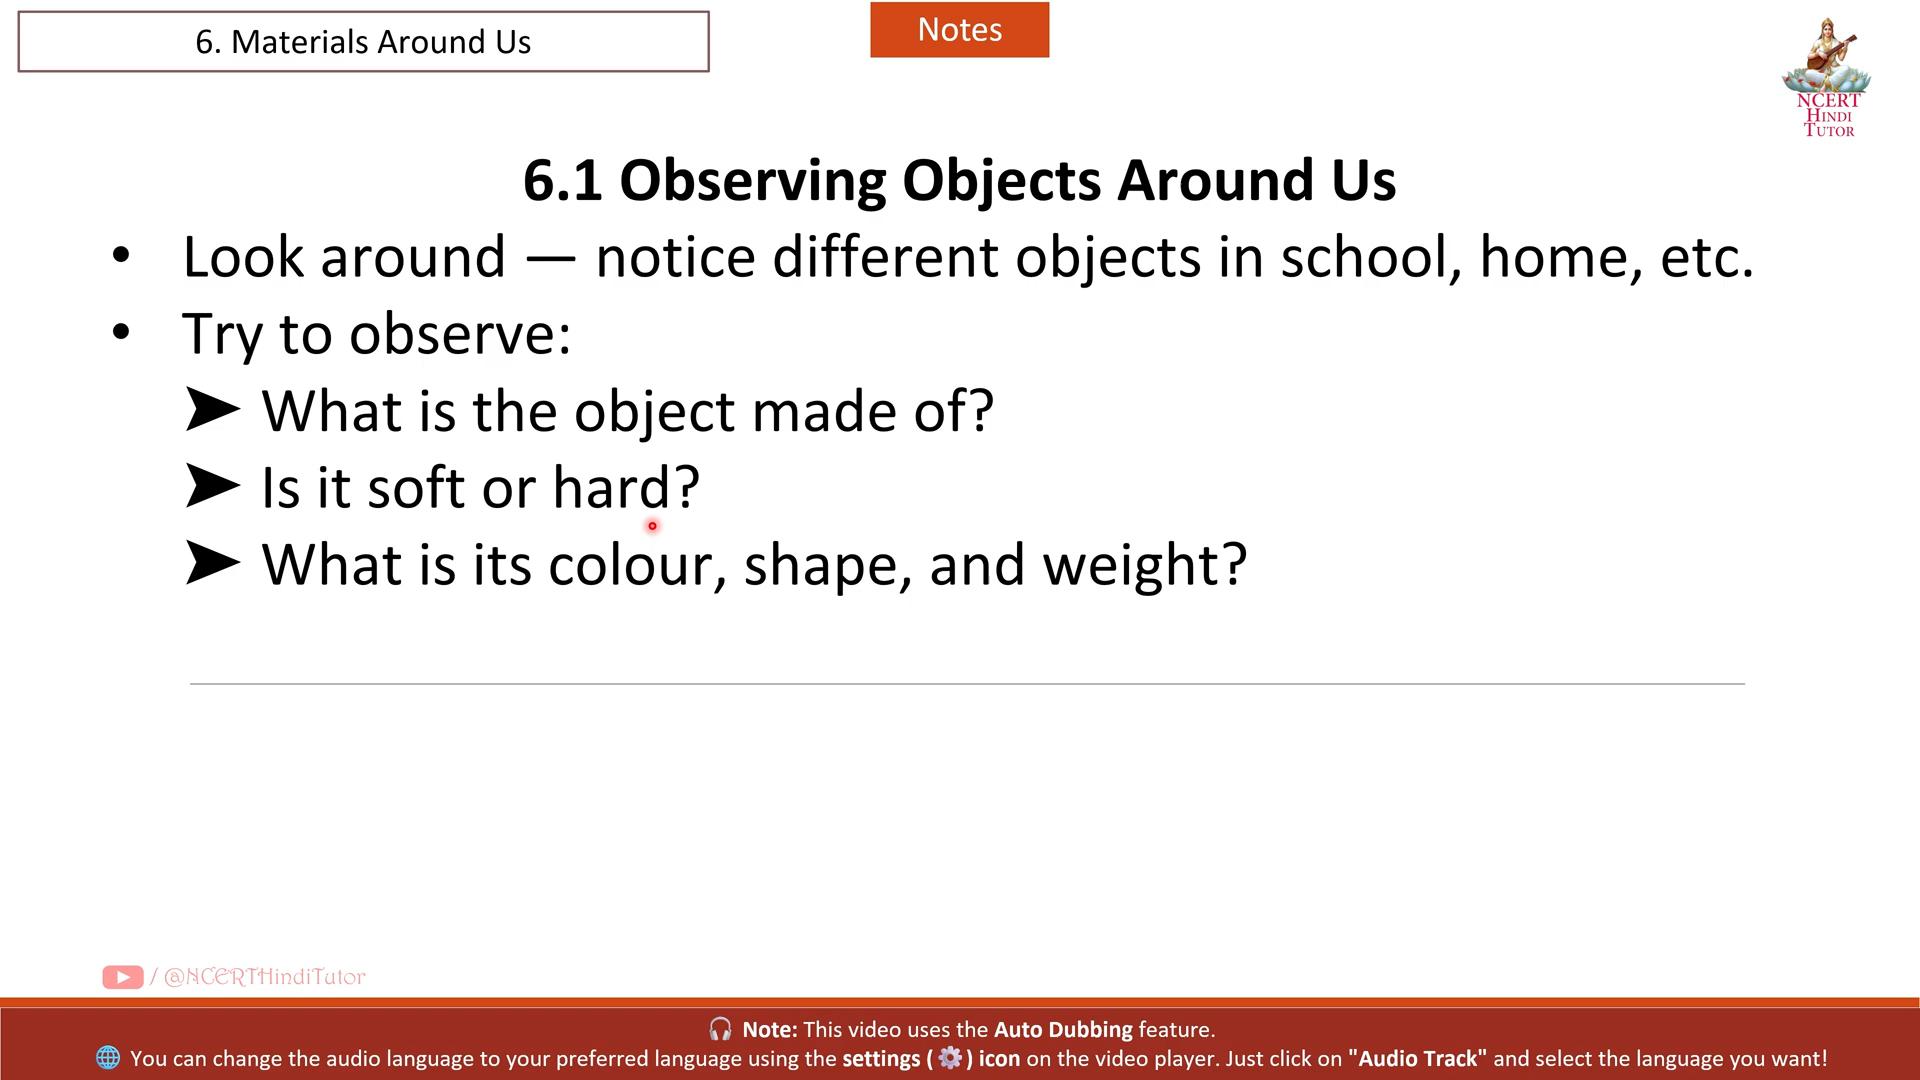 6. Materials Around Us
Notes
NCERT
HINDI
TUTOR
6.1 Observing Objects Around Us
• Look around — notice different objects in school, home, etc.
• Try to observe:
➤ What is the object made of?
➤ Is it soft or hard?
➤ What is its colour, shape, and weight?
/ @NCERTHindiTutor
🎧 Note: This video uses the Auto Dubbing feature.
🌐 You can change the audio language to your preferred language using the settings ( ⚙️ ) icon on the video player. Just click on "Audio Track" and select the language you want!